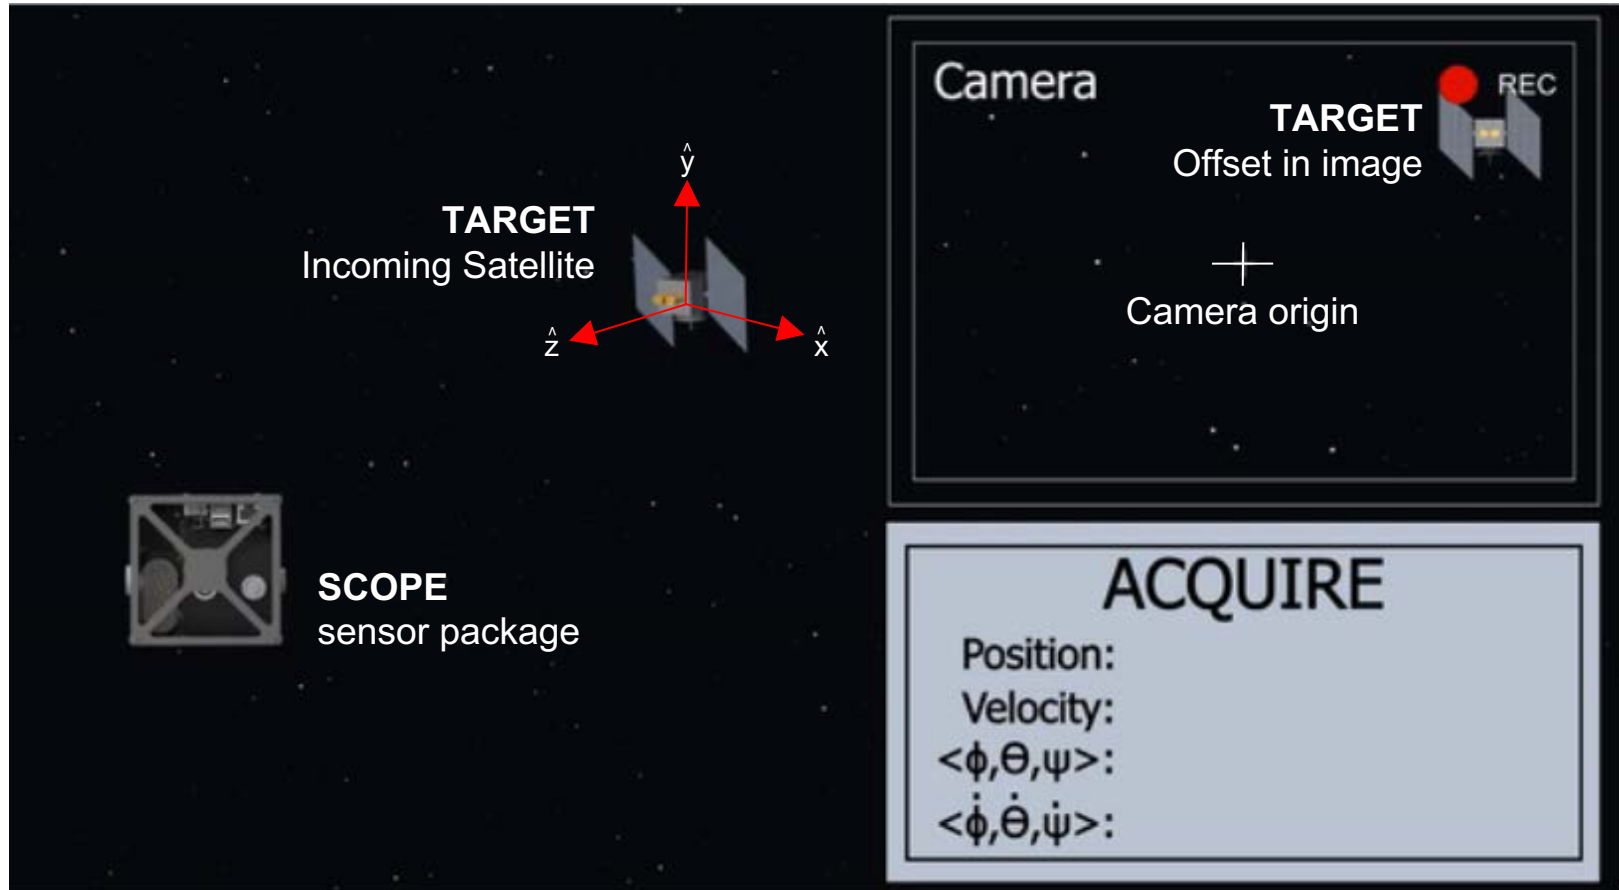 ŷ
TARGET
Incoming Satellite
ẑ
x̂
SCOPE
sensor package
Camera
REC
TARGET
Offset in image
Camera origin
ACQUIRE
Position:
Velocity:
<ϕ,Θ,ψ>:
<ϕ̇,Θ̇,ψ̇>: